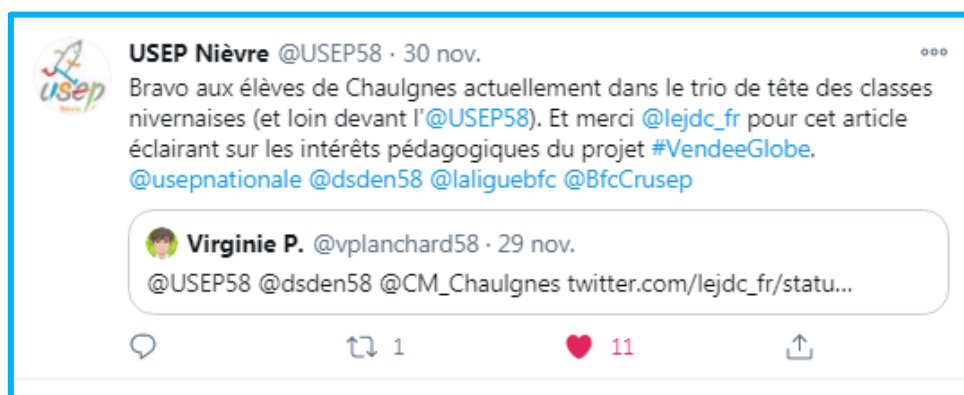 USEP Nièvre @USEP58 · 30 nov.
Bravo aux élèves de Chaulgnes actuellement dans le trio de tête des classes
nivernaises (et loin devant l'@USEP58). Et merci @lejdc_fr pour cet article
éclairant sur les intérêts pédagogiques du projet #VendeeGlobe.
@usepnationale @dsden58 @laliguebfc @BfcCrusep
Virginie P. @vplanchard58 · 29 nov.
@USEP58 @dsden58 @CM_Chaulgnes twitter.com/lejdc_fr/statu...
1 11
usep